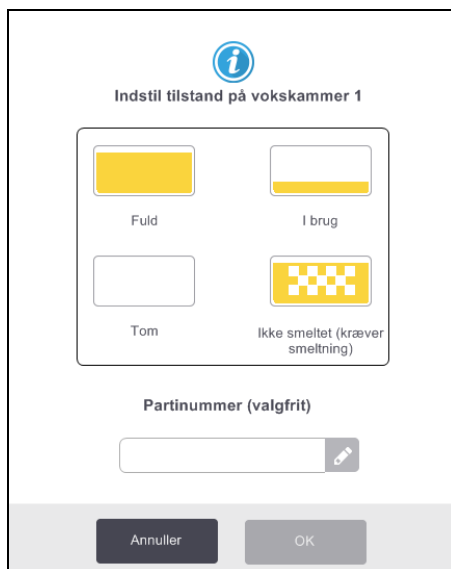 Indstil tilstand på vokskammer 1
Fuld
I brug
Tom
Ikke smeltet (kræver
smeltning)
Partinummer (valgfrit)
Annuller
OK